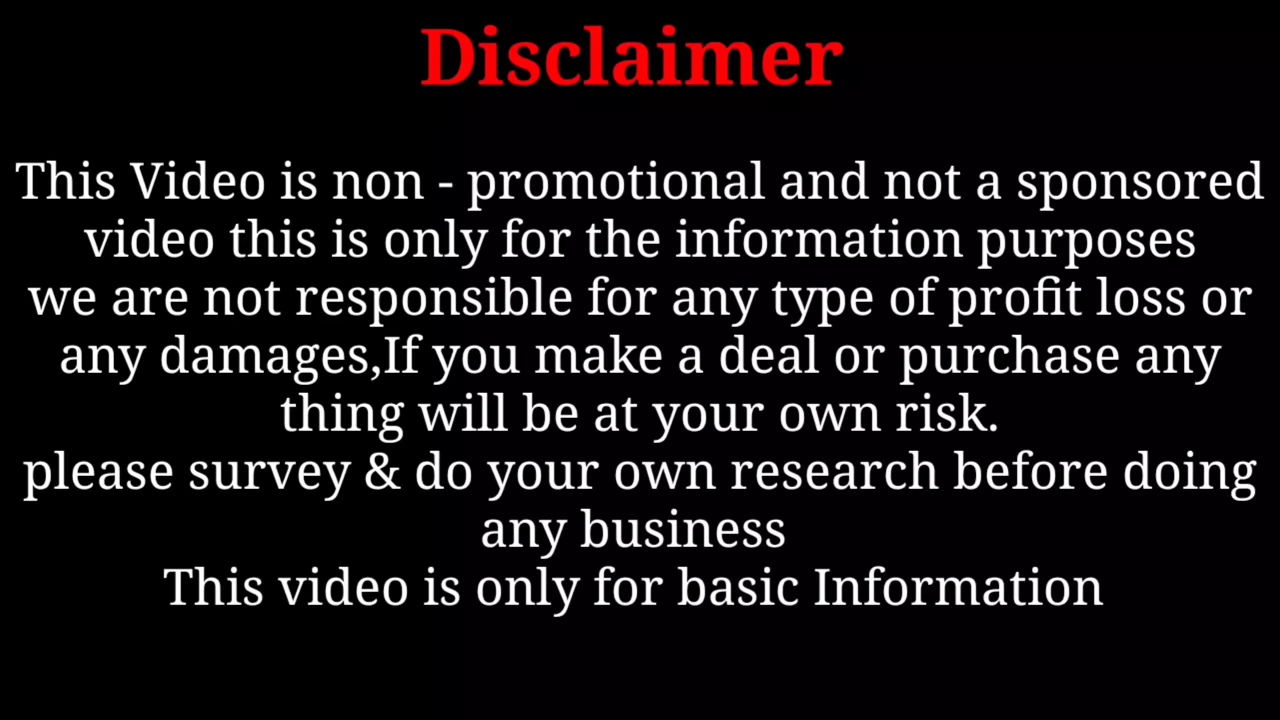 Disclaimer
This Video is non - promotional and not a sponsored
video this is only for the information purposes
we are not responsible for any type of profit loss or
any damages,If you make a deal or purchase any
thing will be at your own risk.
please survey & do your own research before doing
any business
This video is only for basic Information